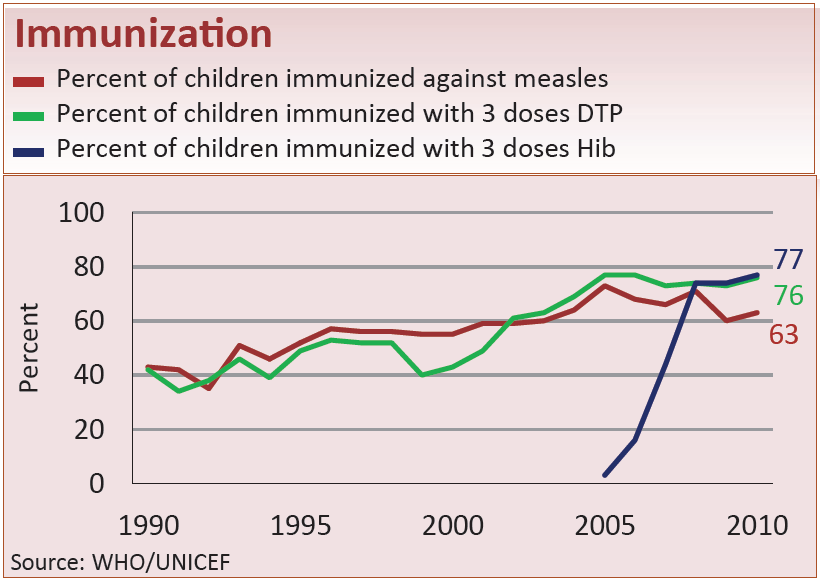 Immunization
Percent of children immunized against measles
Percent of children immunized with 3 doses DTP
Percent of children immunized with 3 doses Hib
Percent
100
80
60
40
20
0
77
76
63
1990 1995 2000 2005 2010
Source: WHO/UNICEF